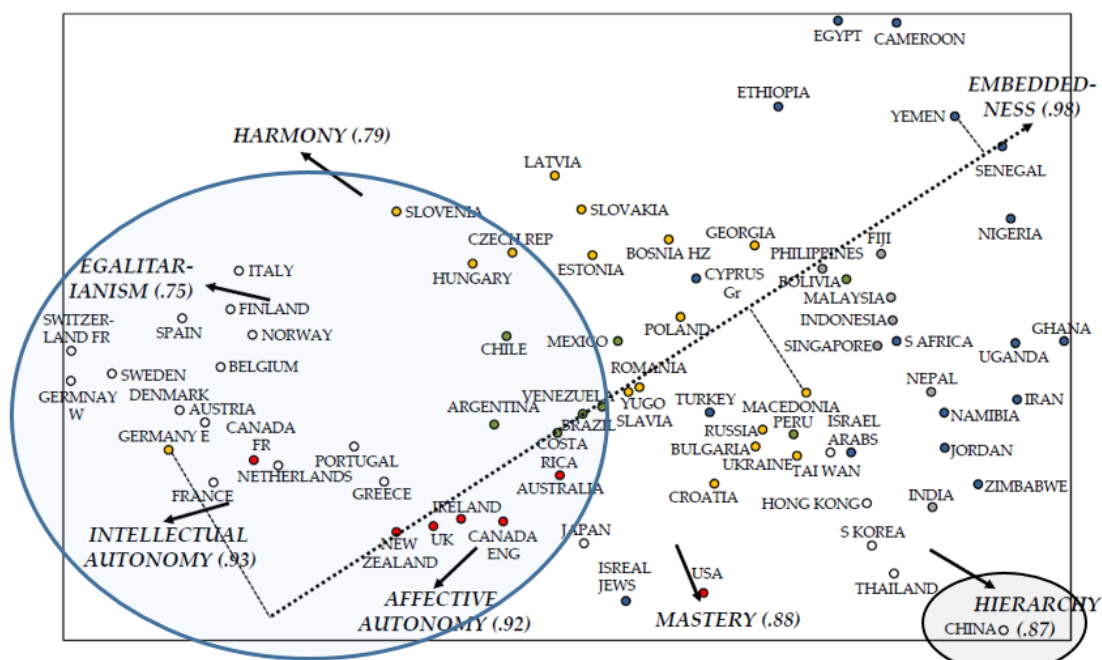 EGYPT
CAMEROON
ETHIOPIA
EMBEDDED-
NESS (.98)
YEMEN
HARMONY (.79)
LATVIA
SENEGAL
SLOVENIA
SLOVAKIA
NIGERIA
CZECH REP
BOSNIA HZ
GEORGIA
FIJI
PHILIPPINES
HUNGARY
ESTONIA
CYPRUS
Gr
BOLIVIA
EGALITAR-
IANISM (.75)
ITALY
MALAYSIA
FINLAND
SWITZER-
LAND FR
SPAIN
NORWAY
POLAND
INDONESIA
CHILE
MEXICO
SINGAPORE
S AFRICA
UGANDA
GHANA
BELGIUM
ROMANIA
SWEDEN
GERMNAY
W
DENMARK
AUSTRIA
ARGENTINA
VENEZUEL
YUGO
SLAVIA
TURKEY
MACEDONIA
NEPAL
IRAN
NAMIBIA
BRAZIL
GERMANY E
CANADA
FR
COSTA
RICA
RUSSIA
PERU
ISRAEL
ARABS
BULGARIA
UKRAINE
TAI WAN
JORDAN
PORTUGAL
NETHERLANDS
GREECE
AUSTRALIA
FRANCE
CROATIA
HONG KONG
INDIA
ZIMBABWE
INTELLECTUAL
AUTONOMY (.93)
IRELAND
NEW
ZEALAND
UK
CANADA
ENG
JAPAN
S KOREA
ISREAL
JEWS
USA
THAILAND
AFFECTIVE
AUTONOMY (.92)
MASTERY (.88)
HIERARCHY
(.87)
CHINA